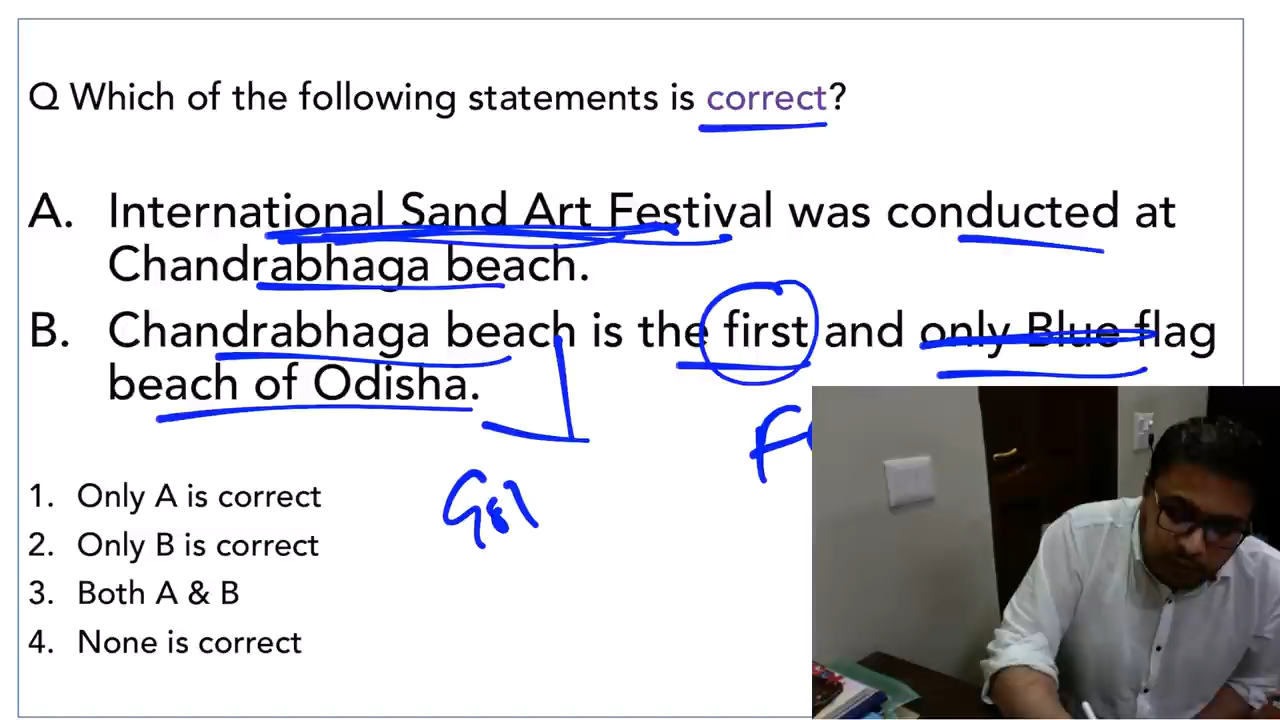 Q Which of the following statements is correct?
A. International Sand Art Festival was conducted at
Chandrabhaga beach.
B. Chandrabhaga beach is the first and only Blue flag
beach of Odisha.
1. Only A is correct
2. Only B is correct
3. Both A & B
4. None is correct